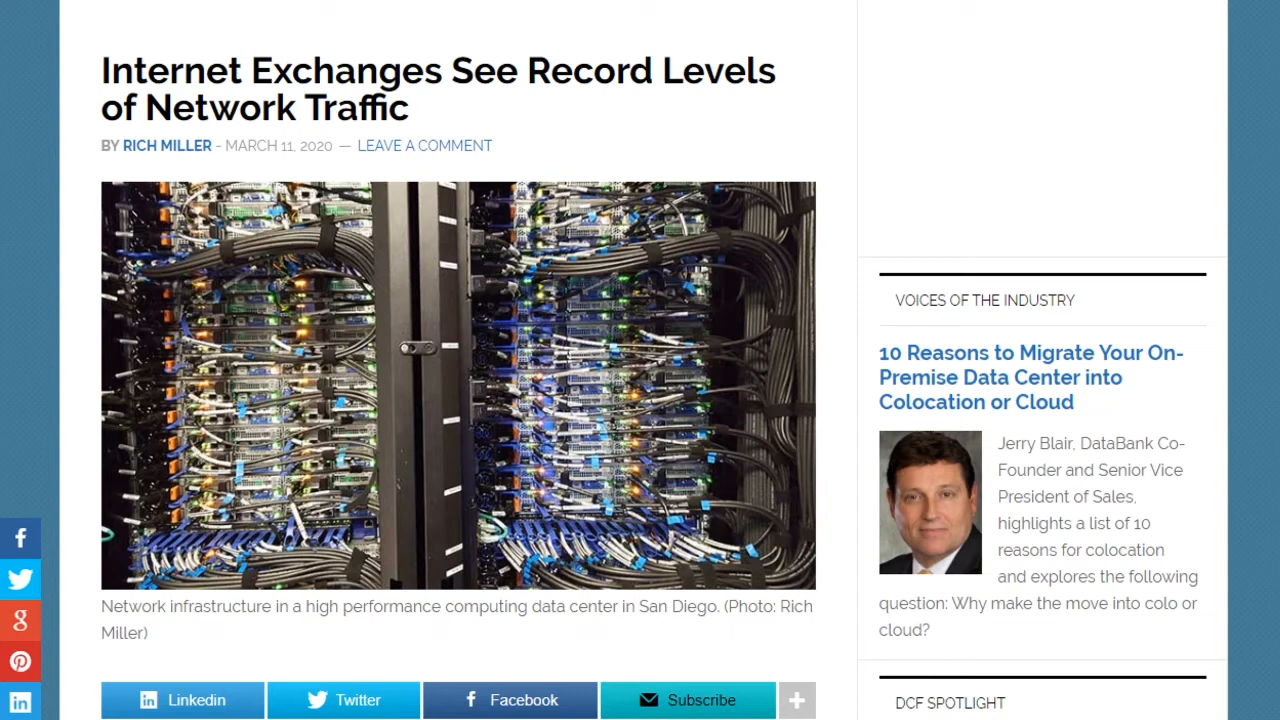 Internet Exchanges See Record Levels
of Network Traffic
BY RICH MILLER - MARCH 11, 2020 — LEAVE A COMMENT
Network infrastructure in a high performance computing data center in San Diego. (Photo: Rich
Miller)
Linkedin
Twitter
Facebook
Subscribe
VOICES OF THE INDUSTRY
10 Reasons to Migrate Your On-
Premise Data Center into
Colocation or Cloud
Jerry Blair, DataBank Co-
Founder and Senior Vice
President of Sales,
highlights a list of 10
reasons for colocation
and explores the following
question: Why make the move into colo or
cloud?
DCF SPOTLIGHT